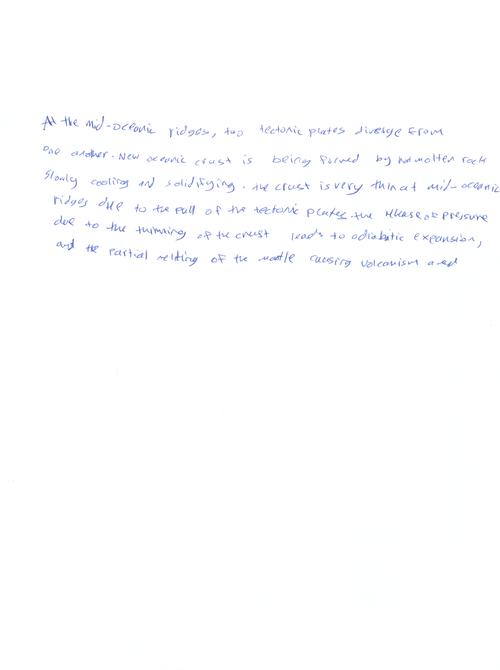 At the mid-oceanic ridges, two tectonic plates diverge from
one another. New oceanic crust is being formed by hot molten rock
slowly cooling and solidifying. The crust is very thin at mid-oceanic
ridges due to the pull of the tectonic plates. The release of pressure
due to the thinning of the crust leads to adiabatic expansion,
and the partial melting of the mantle causing volcanism and